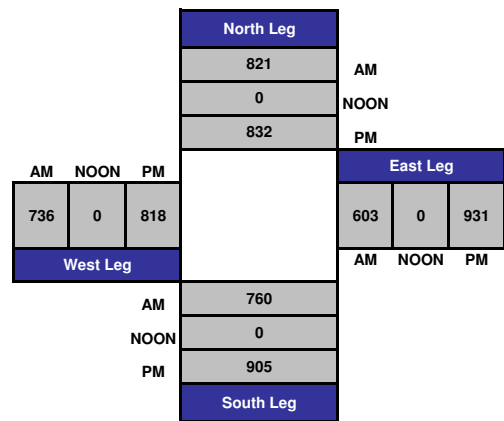 North Leg
821 AM
0 NOON
832 PM
AM NOON PM
East Leg
736 0 818
603 0 931
West Leg
AM NOON PM
AM 760
NOON 0
PM 905
South Leg